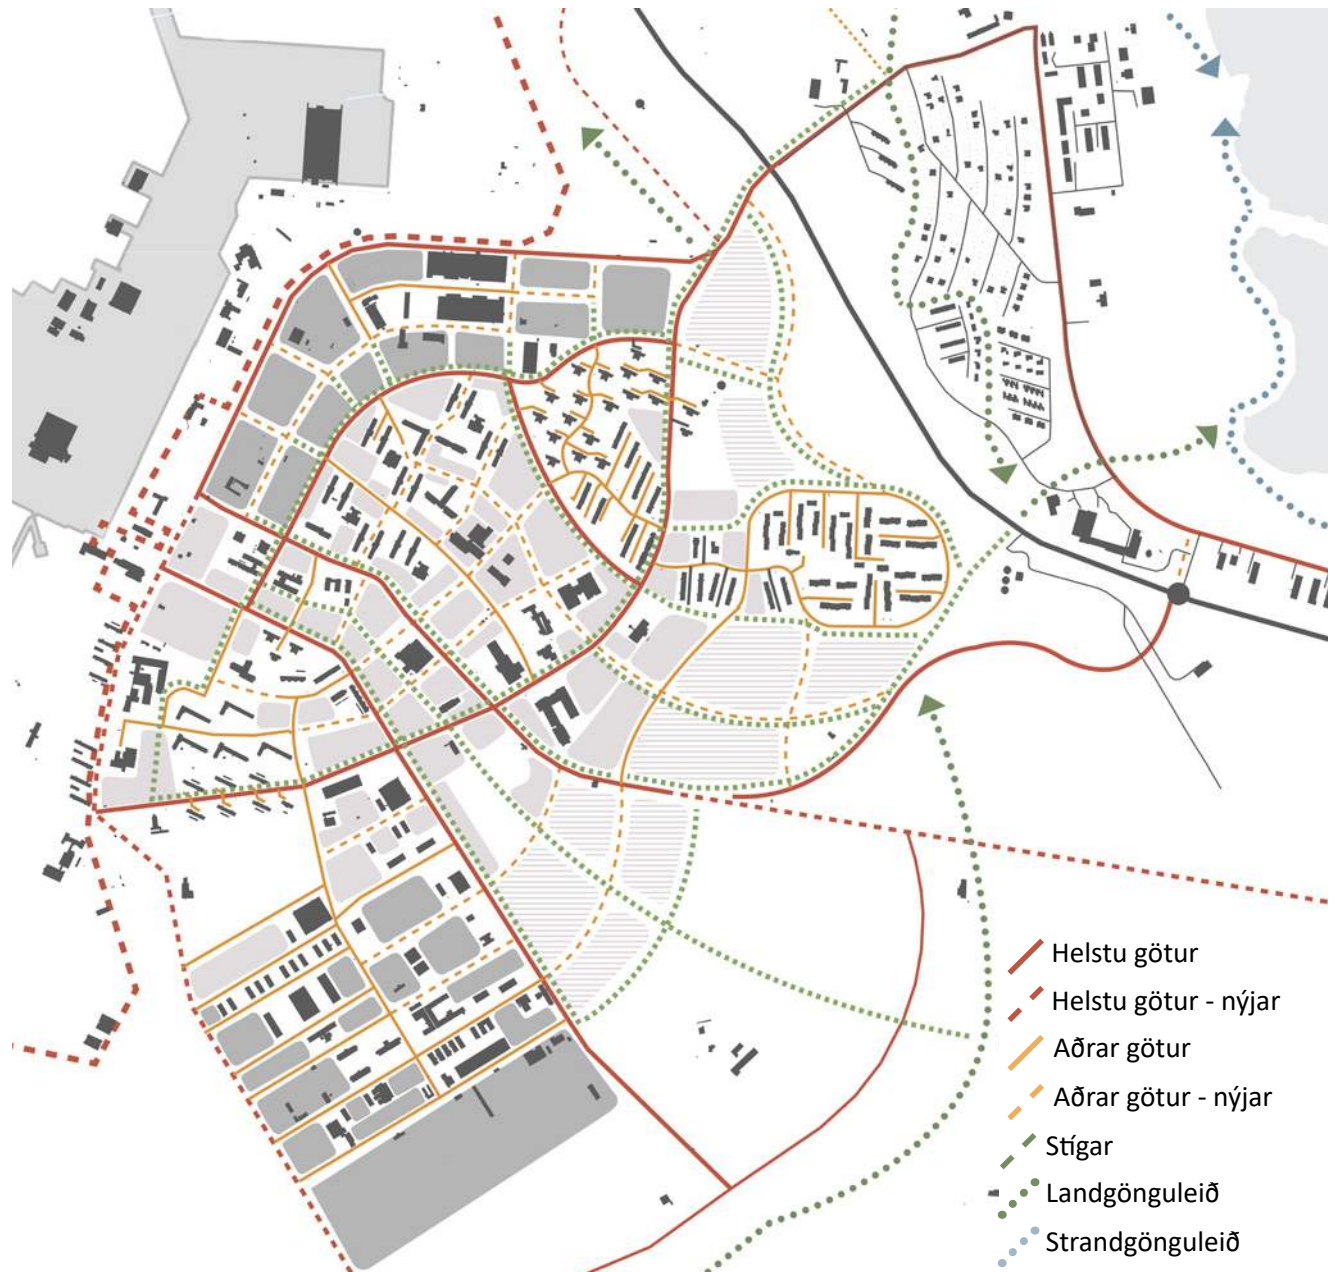 Helstu götur
Helstu götur - nýjar
Aðrar götur
Aðrar götur - nýjar
Stígar
Landgönguleið
Strandgönguleið